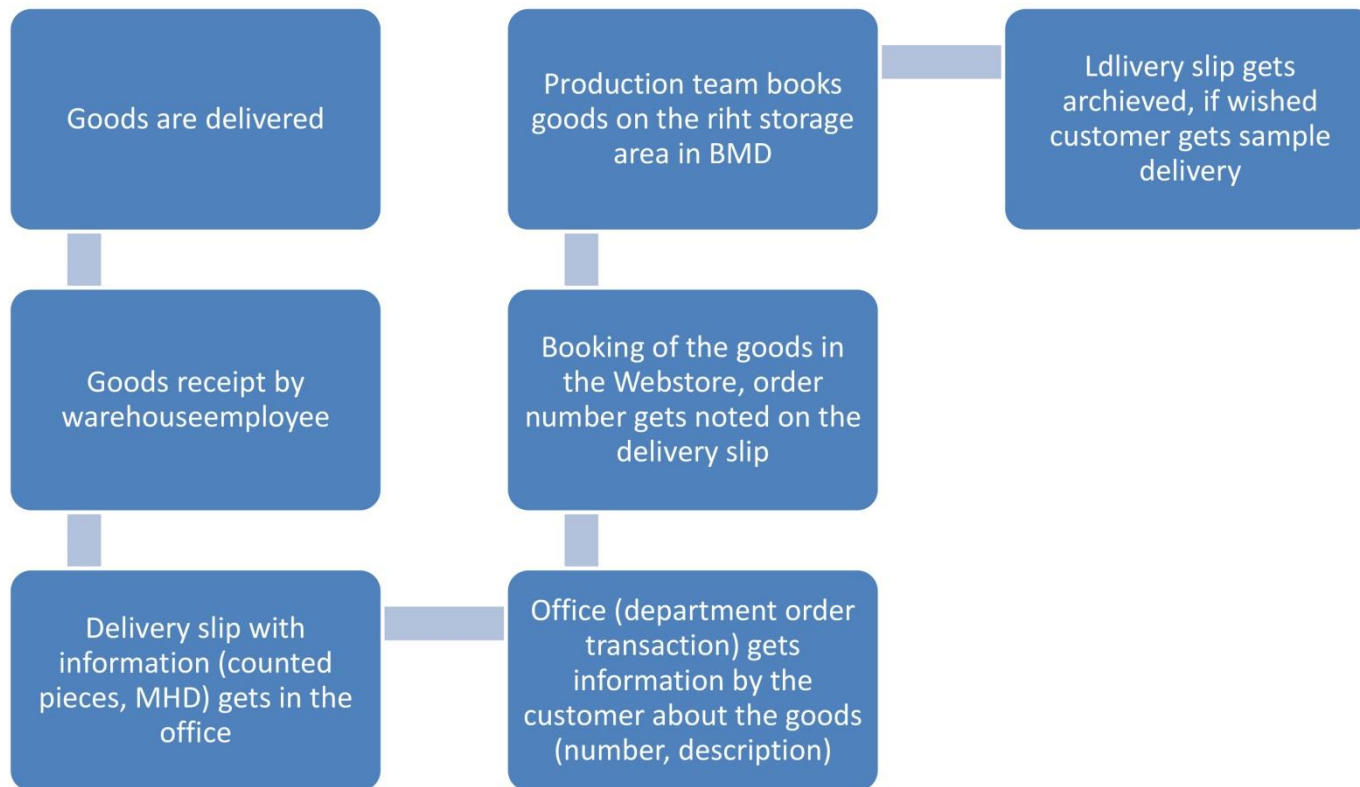 Goods are delivered
Goods receipt by
warehouseemployee
Delivery slip with
information (counted
pieces, MHD) gets in the
office
Office (department order
transaction) gets
information by the
customer about the goods
(number, description)
Booking of the goods in
the Webstore, order
number gets noted on the
delivery slip
Production team books
goods on the riht storage
area in BMD
Ldlivery slip gets
archieved, if wished
customer gets sample
delivery